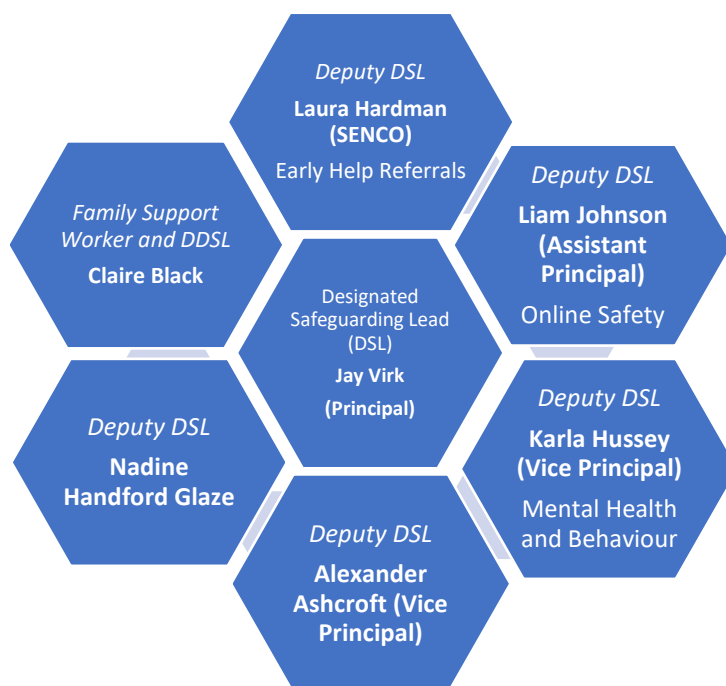 Deputy DSL
Laura Hardman
(SENCO)
Early Help Referrals
Deputy DSL
Liam Johnson
(Assistant
Principal)
Online Safety
Family Support
Worker and DDSL
Claire Black
Designated
Safeguarding Lead
(DSL)
Jay Virk
(Principal)
Deputy DSL
Nadine
Handford Glaze
Deputy DSL
Karla Hussey
(Vice Principal)
Mental Health
and Behaviour
Deputy DSL
Alexander
Ashcroft (Vice
Principal)